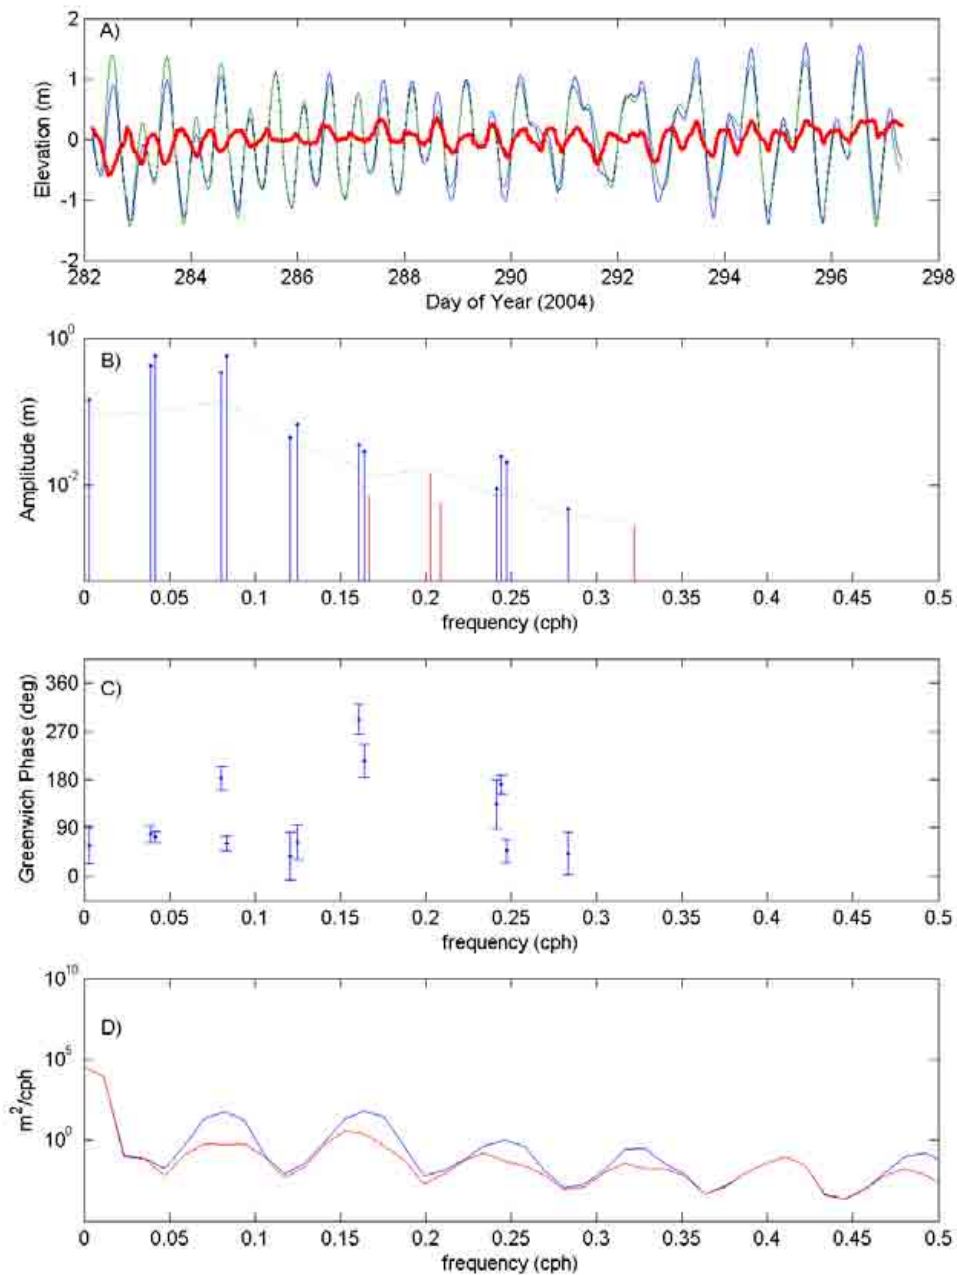 A)
Elevation (m)
2
1
0
-1
-2
282 284 286 288 290 292 294 296 298
Day of Year (2004)
B)
Amplitude (m)
10^0
10^-2
0 0.05 0.1 0.15 0.2 0.25 0.3 0.35 0.4 0.45 0.5
frequency (cph)
C)
Greenwich Phase (deg)
360
270
180
90
0
0 0.05 0.1 0.15 0.2 0.25 0.3 0.35 0.4 0.45 0.5
frequency (cph)
D)
m^2/cph
10^10
10^5
10^0
0 0.05 0.1 0.15 0.2 0.25 0.3 0.35 0.4 0.45 0.5
frequency (cph)